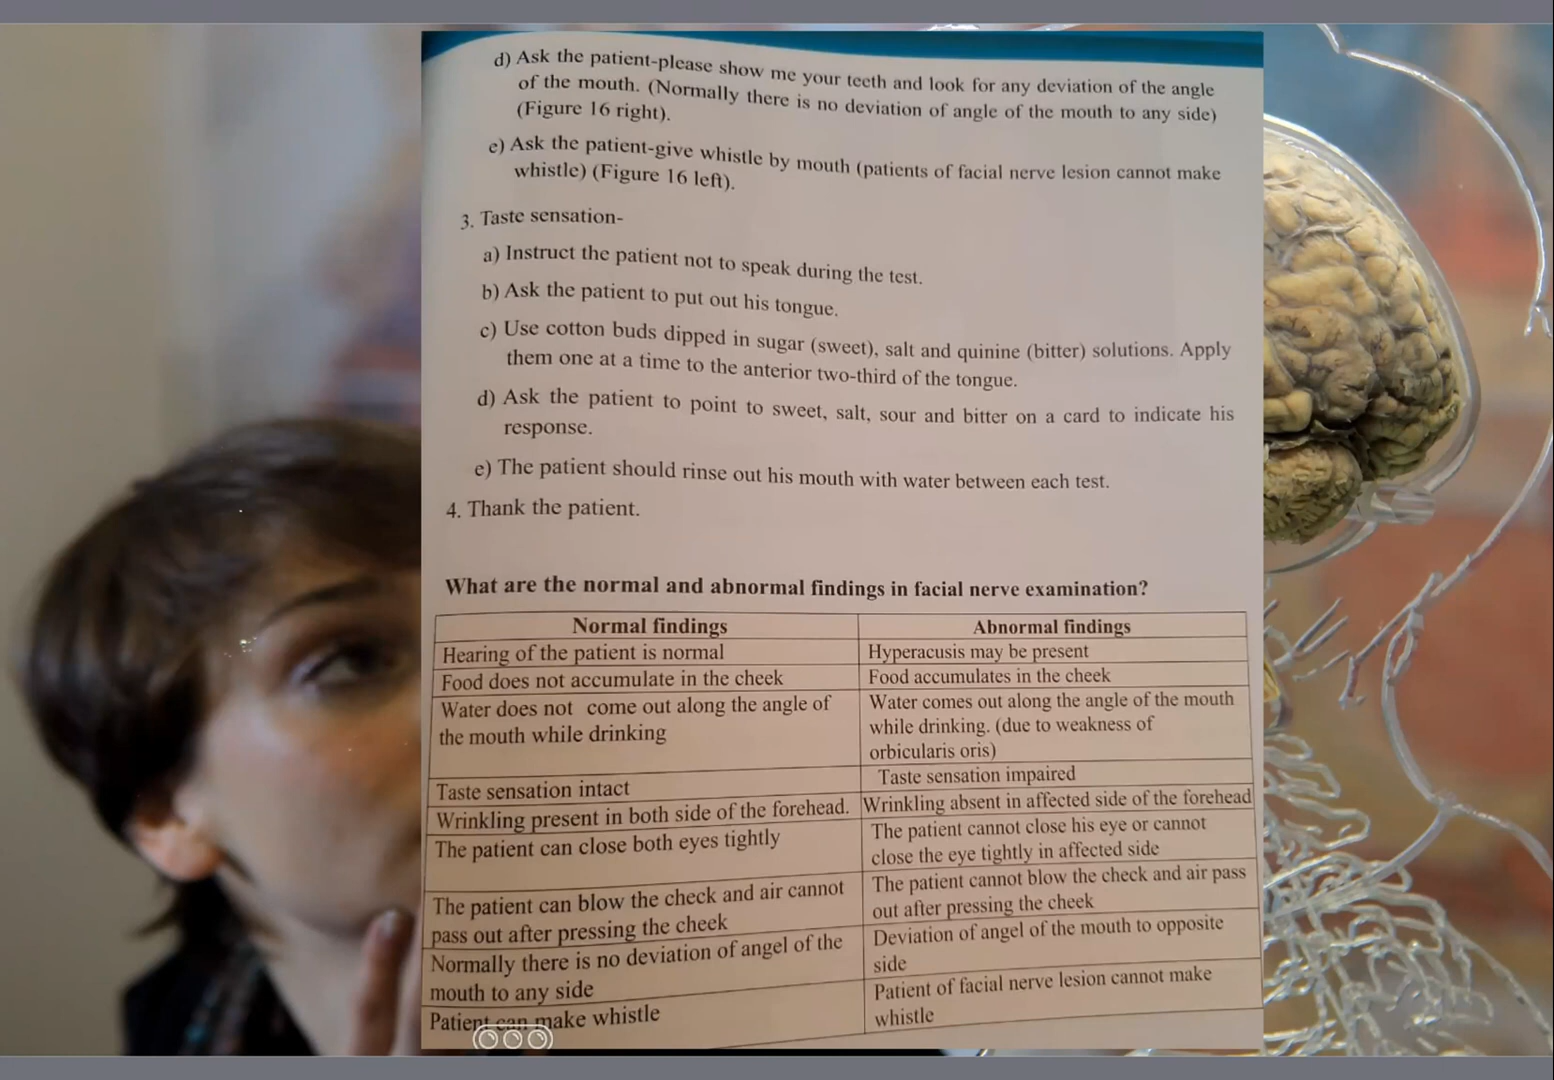 d) Ask the patient-please show me your teeth and look for any deviation of the angle
of the mouth. (Normally there is no deviation of angle of the mouth to any side)
(Figure 16 right).
e) Ask the patient-give whistle by mouth (patients of facial nerve lesion cannot make
whistle) (Figure 16 left).
3. Taste sensation-
a) Instruct the patient not to speak during the test.
b) Ask the patient to put out his tongue.
c) Use cotton buds dipped in sugar (sweet), salt and quinine (bitter) solutions. Apply
them one at a time to the anterior two-third of the tongue.
d) Ask the patient to point to sweet, salt, sour and bitter on a card to indicate his
response.
e) The patient should rinse out his mouth with water between each test.
4. Thank the patient.
What are the normal and abnormal findings in facial nerve examination?
Normal findings
Abnormal findings
Hearing of the patient is normal
Hyperacusis may be present
Food does not accumulate in the cheek
Food accumulates in the cheek
Water does not come out along the angle of
the mouth while drinking
Water comes out along the angle of the mouth
while drinking. (due to weakness of
orbicularis oris)
Taste sensation intact
Taste sensation impaired
Wrinkling present in both side of the forehead.
Wrinkling absent in affected side of the forehead
The patient can close both eyes tightly
The patient cannot close his eye or cannot
close the eye tightly in affected side
The patient can blow the check and air cannot
pass out after pressing the cheek
The patient cannot blow the check and air pass
out after pressing the cheek
Normally there is no deviation of angel of the
mouth to any side
Deviation of angel of the mouth to opposite
side
Patient can make whistle
Patient of facial nerve lesion cannot make
whistle